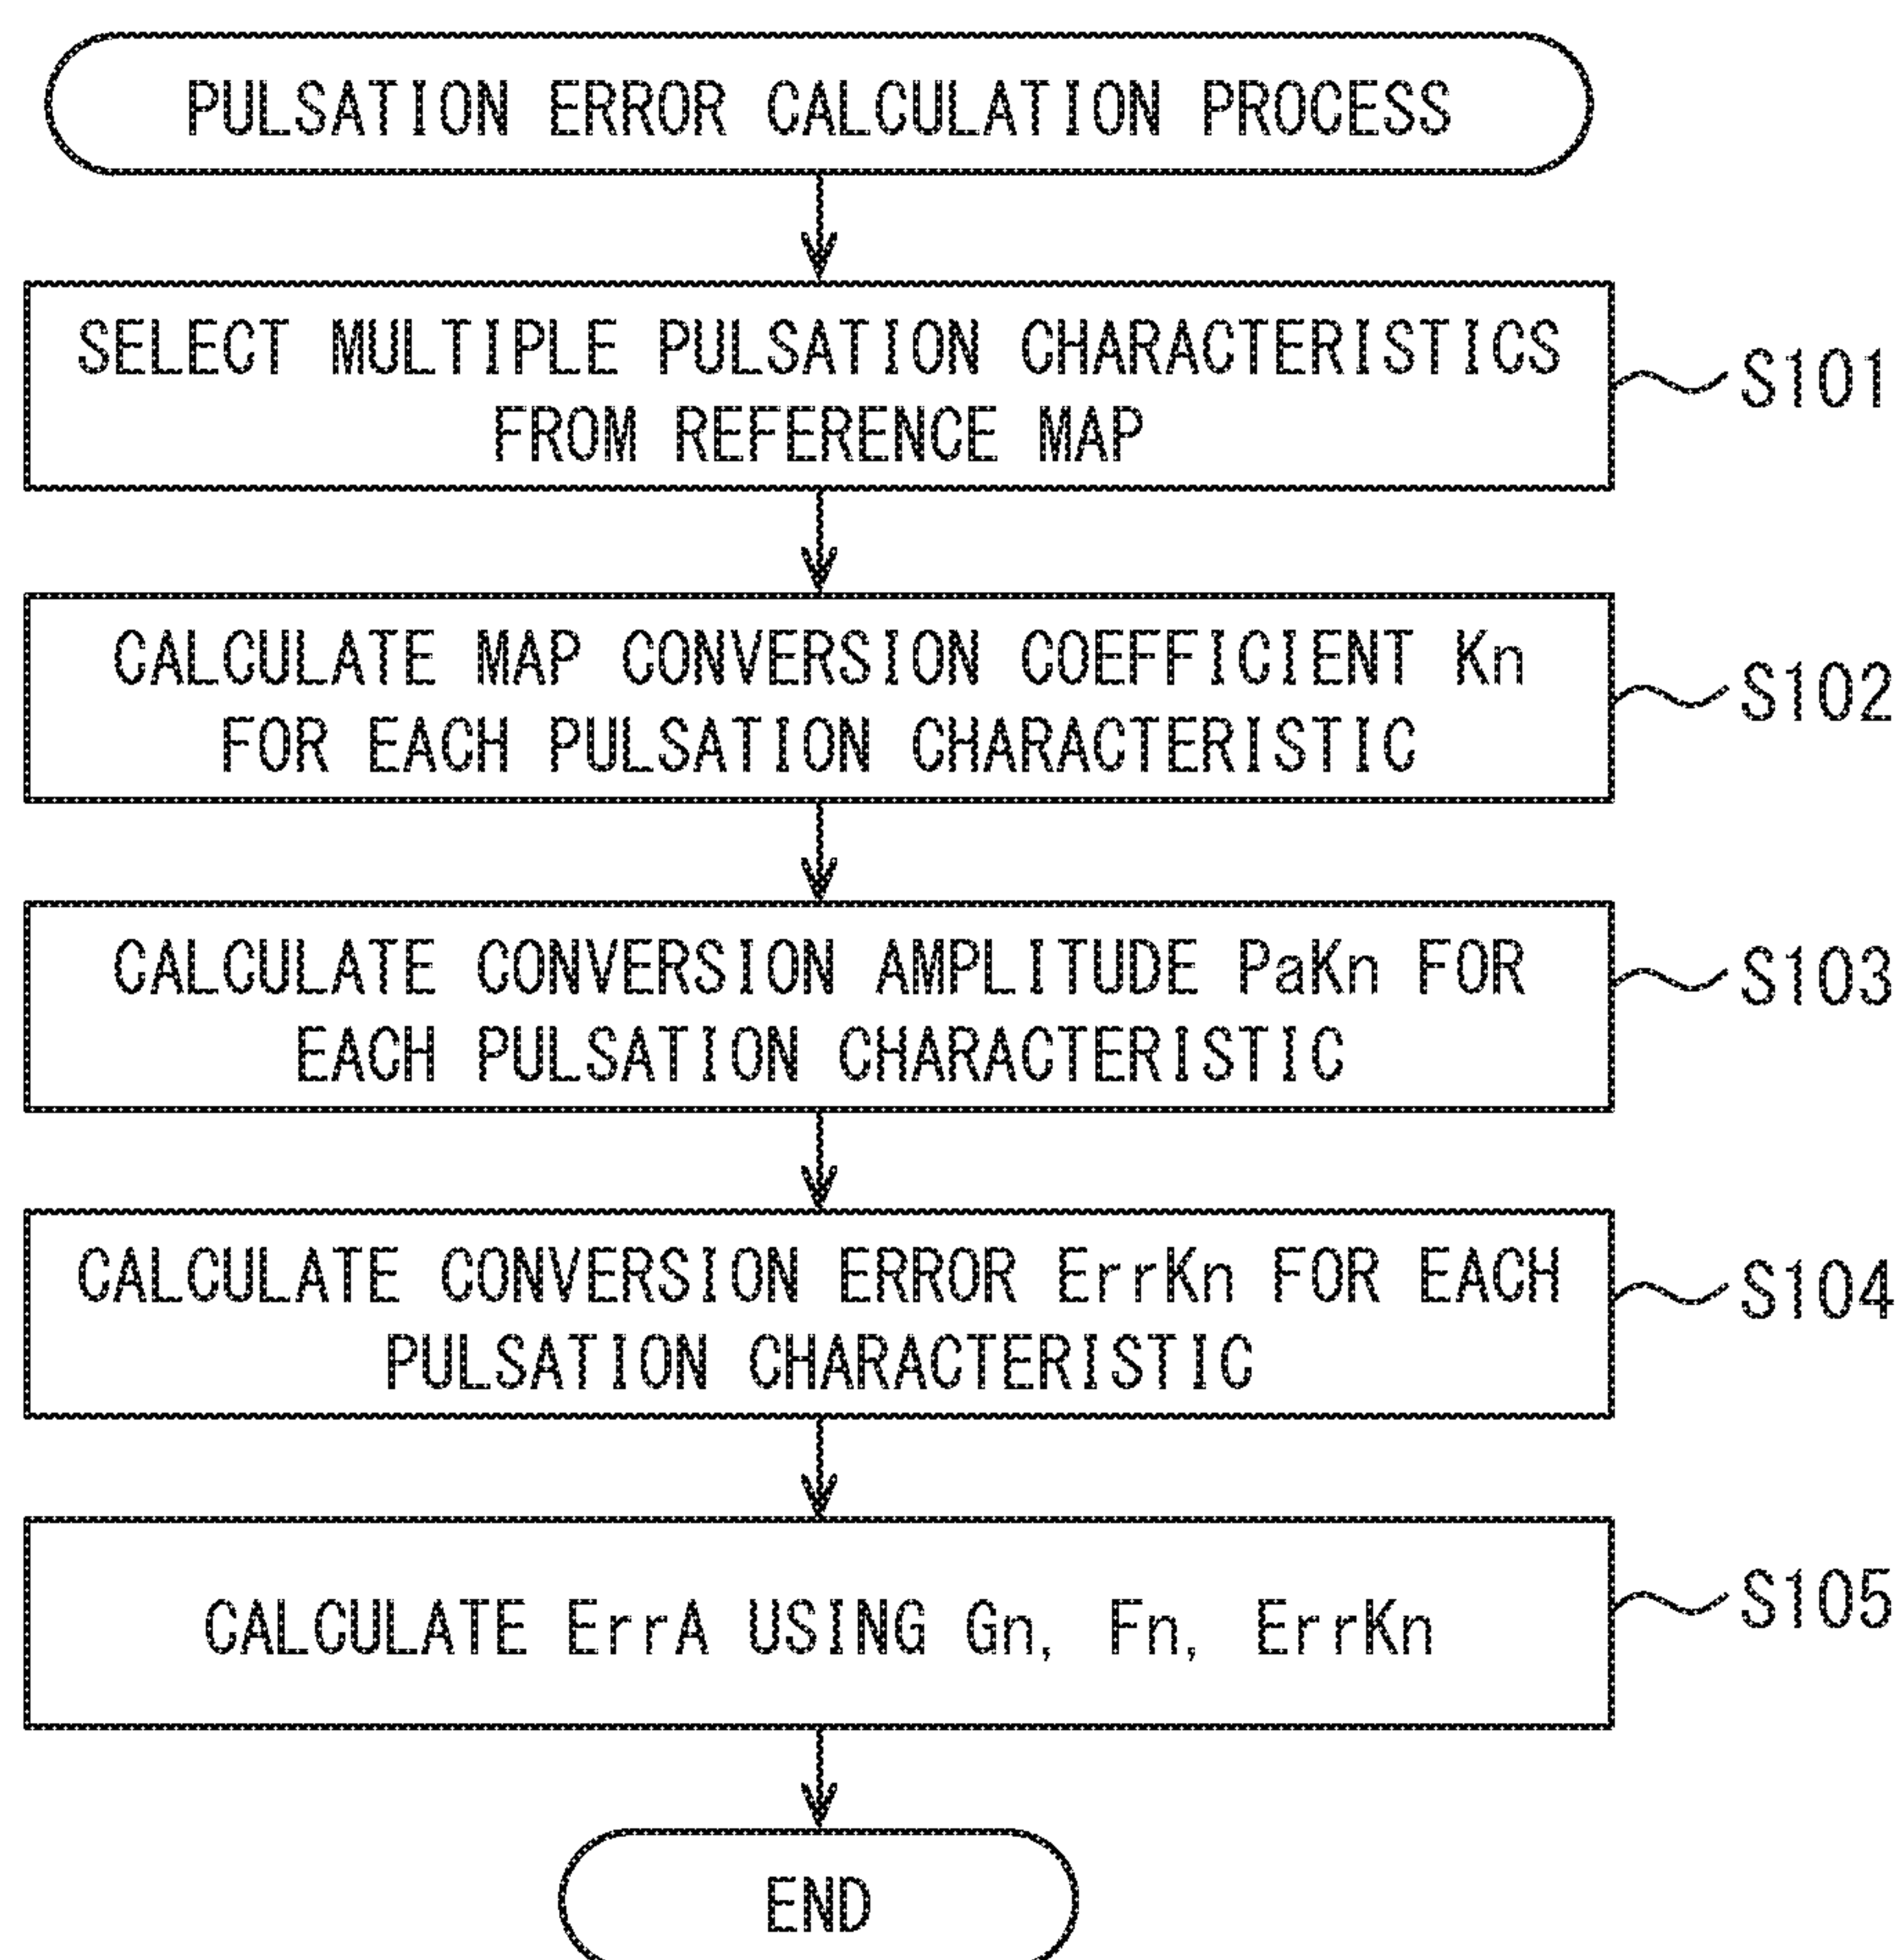 PULSATION ERROR CALCULATION PROCESS
SELECT MULTIPLE PULSATION CHARACTERISTICS
FROM REFERENCE MAP
S101
CALCULATE MAP CONVERSION COEFFICIENT Kn
FOR EACH PULSATION CHARACTERISTIC
S102
CALCULATE CONVERSION AMPLITUDE PaKn FOR
EACH PULSATION CHARACTERISTIC
S103
CALCULATE CONVERSION ERROR ErrKn FOR EACH
PULSATION CHARACTERISTIC
S104
CALCULATE ErrA USING Gn, Fn, ErrKn
S105
END